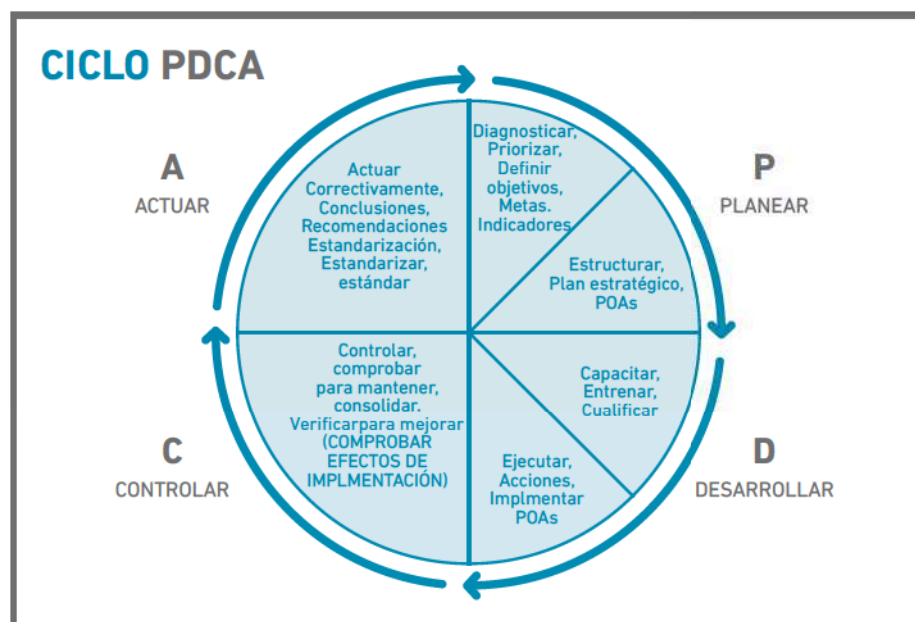 CICLO PDCA
A
ACTUAR
Actuar
Correctivamente,
Conclusiones,
Recomendaciones
Estandarización,
Estandarizar,
estándar
Diagnosticar,
Priorizar,
Definir
objetivos,
Metas.
Indicadores
P
PLANEAR
Estructurar,
Plan estratégico,
POAs
Capacitar,
Entrenar,
Cualificar
D
DESARROLLAR
Ejecutar,
Acciones,
Implmentar
POAs
Controlar,
comprobar
para mantener,
consolidar.
Verificarpara mejorar
(COMPROBAR
EFECTOS DE
IMPLMENTACIÓN)
C
CONTROLAR